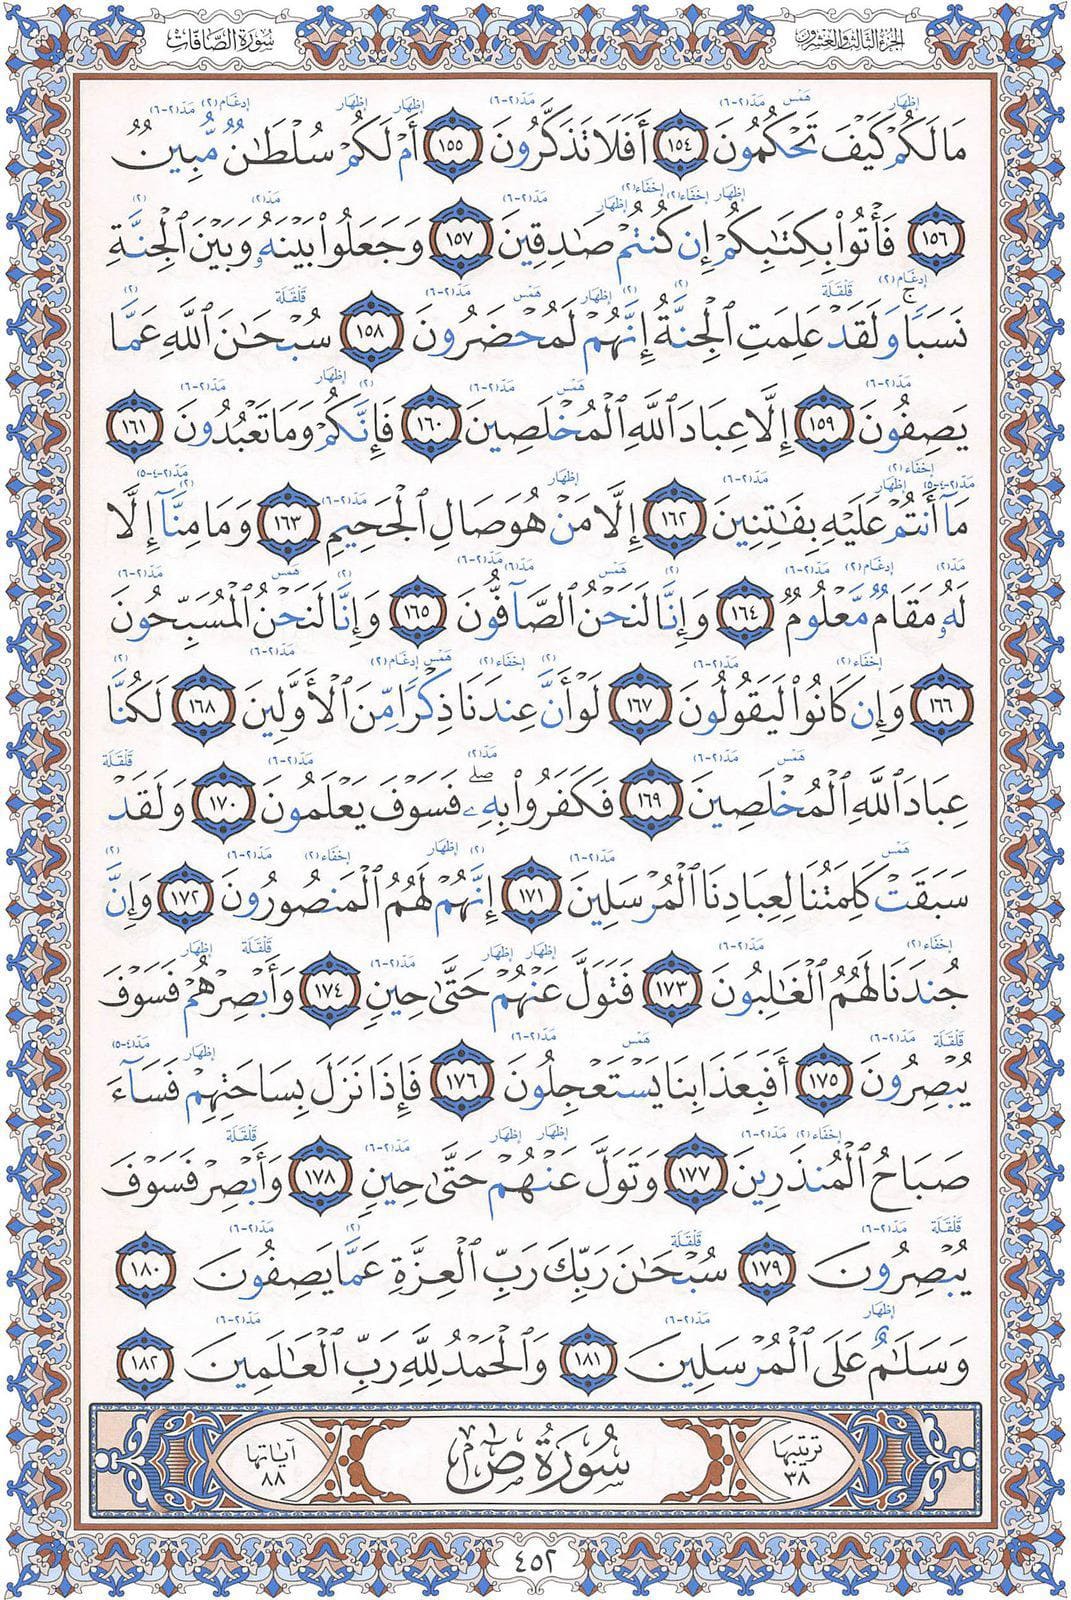 الجزء الثالث والعشرون
سورة الصافات
مَا لَكُمْ كَيْفَ تَحْكُمُونَ ١٥٤ أَفَلَا تَذَكَّرُونَ ١٥٥ أَمْ لَكُمْ سُلْطَٰنٌ مُّبِينٌ
١٥٦ فَأْتُوا۟ بِكِتَٰبِكُمْ إِن كُنتُمْ صَٰدِقِينَ ١٥٧ وَجَعَلُوا۟ بَيْنَهُۥ وَبَيْنَ ٱلْجِنَّةِ
نَسَبًا ۚ وَلَقَدْ عَلِمَتِ ٱلْجِنَّةُ إِنَّهُمْ لَمُحْضَرُونَ ١٥٨ سُبْحَٰنَ ٱللَّهِ عَمَّا
يَصِفُونَ ١٥٩ إِلَّا عِبَادَ ٱللَّهِ ٱلْمُخْلَصِينَ ١٦٠ فَإِنَّكُمْ وَمَا تَعْبُدُونَ ١٦١
مَآ أَنتُمْ عَلَيْهِ بِفَٰتِنِينَ ١٦٢ إِلَّا مَنْ هُوَ صَالِ ٱلْجَحِيمِ ١٦٣ وَمَا مِنَّآ إِلَّا
لَهُۥ مَقَامٌ مَّعْلُومٌ ١٦٤ وَإِنَّا لَنَحْنُ ٱلصَّآفُّونَ ١٦٥ وَإِنَّا لَنَحْنُ ٱلْمُسَبِّحُونَ
١٦٦ وَإِن كَانُوا۟ لَيَقُولُونَ ١٦٧ لَوْ أَنَّ عِندَنَا ذِكْرًا مِّنَ ٱلْأَوَّلِينَ ١٦٨ لَكُنَّا
عِبَادَ ٱللَّهِ ٱلْمُخْلَصِينَ ١٦٩ فَكَفَرُوا۟ بِهِۦ ۖ فَسَوْفَ يَعْلَمُونَ ١٧٠ وَلَقَدْ
سَبَقَتْ كَلِمَتُنَا لِعِبَادِنَا ٱلْمُرْسَلِينَ ١٧١ إِنَّهُمْ لَهُمُ ٱلْمَنصُورُونَ ١٧٢ وَإِنَّ
جُندَنَا لَهُمُ ٱلْغَٰلِبُونَ ١٧٣ فَتَوَلَّ عَنْهُمْ حَتَّىٰ حِينٍ ١٧٤ وَأَبْصِرْهُمْ فَسَوْفَ
يُبْصِرُونَ ١٧٥ أَفَبِعَذَابِنَا يَسْتَعْجِلُونَ ١٧٦ فَإِذَا نَزَلَ بِسَاحَتِهِمْ فَسَآءَ
صَبَاحُ ٱلْمُنذَرِينَ ١٧٧ وَتَوَلَّ عَنْهُمْ حَتَّىٰ حِينٍ ١٧٨ وَأَبْصِرْ فَسَوْفَ
يُبْصِرُونَ ١٧٩ سُبْحَٰنَ رَبِّكَ رَبِّ ٱلْعِزَّةِ عَمَّا يَصِفُونَ ١٨٠
وَسَلَٰمٌ عَلَى ٱلْمُرْسَلِينَ ١٨١ وَٱلْحَمْدُ لِلَّهِ رَبِّ ٱلْعَٰلَمِينَ ١٨٢
ترتيبها ٣٨
سُورَةُ صٓ
آياتها ٨٨
٤٥٢